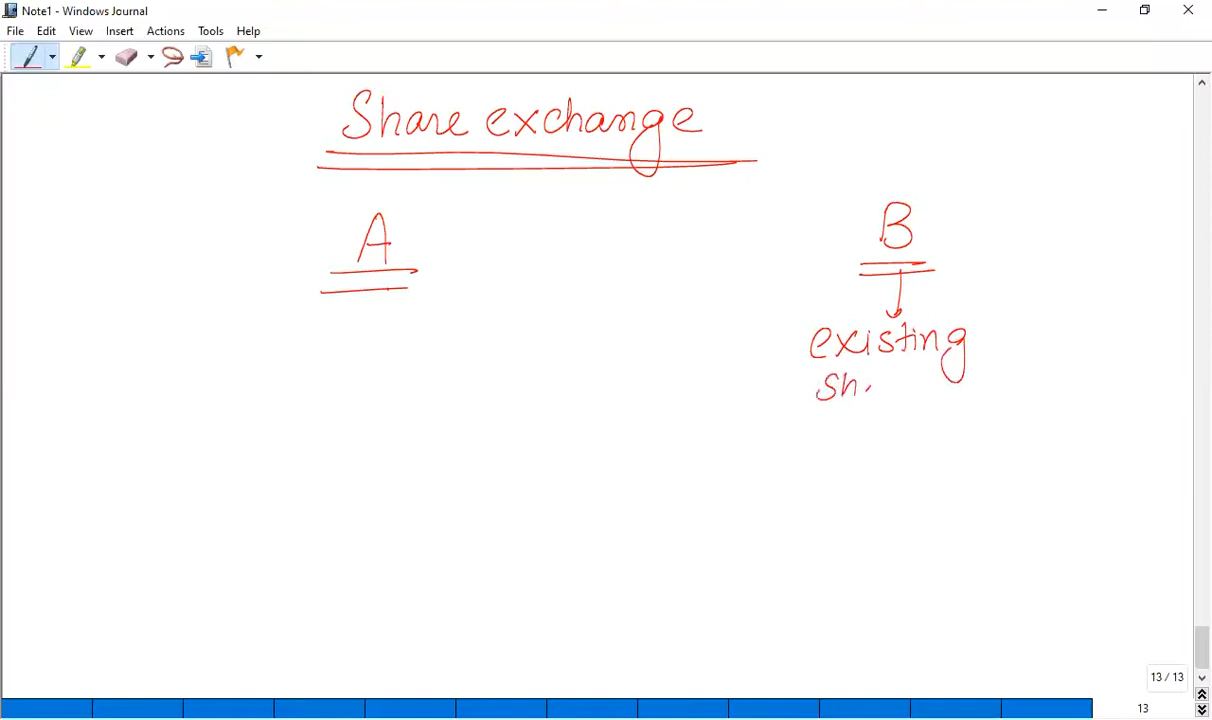 Note1 - Windows Journal
File Edit View Insert Actions Tools Help
Share exchange
A B
existing
sh
13 / 13
13